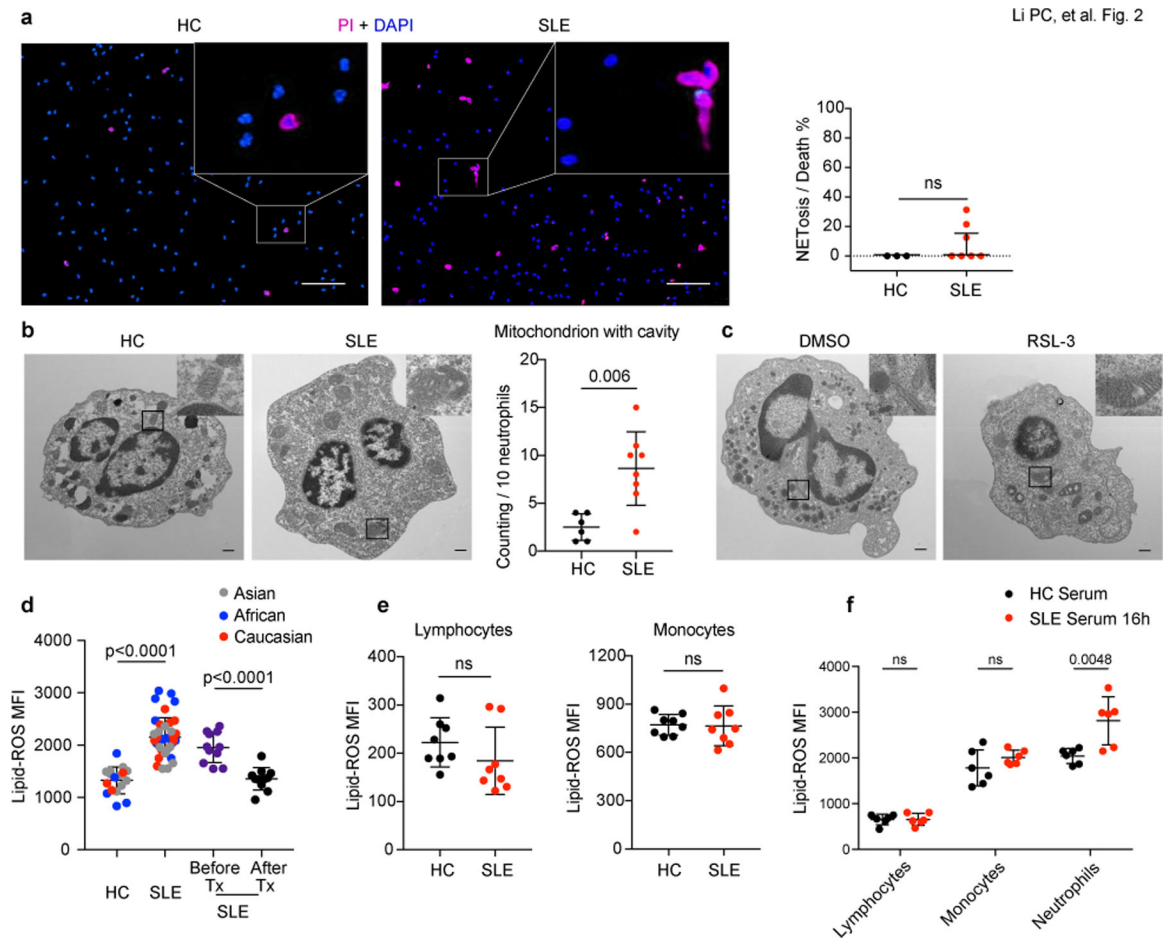 Li PC, et al. Fig. 2
a
HC
PI + DAPI
SLE
NETosis / Death %
100
80
60
40
20
0
ns
HC
SLE
b
HC
SLE
Mitochondrion with cavity
Counting / 10 neutrophils
20
15
10
5
0
0.006
HC
SLE
c
DMSO
RSL-3
d
Asian
African
Caucasian
Lipid-ROS MFI
4000
3000
2000
1000
0
p<0.0001
p<0.0001
HC
SLE
Before Tx
After Tx
SLE
e
Lymphocytes
Lipid-ROS MFI
400
300
200
100
0
ns
HC
SLE
Monocytes
Lipid-ROS MFI
1200
900
600
300
0
ns
HC
SLE
f
HC Serum
SLE Serum 16h
Lipid-ROS MFI
4000
3000
2000
1000
0
ns
ns
0.0048
Lymphocytes
Monocytes
Neutrophils